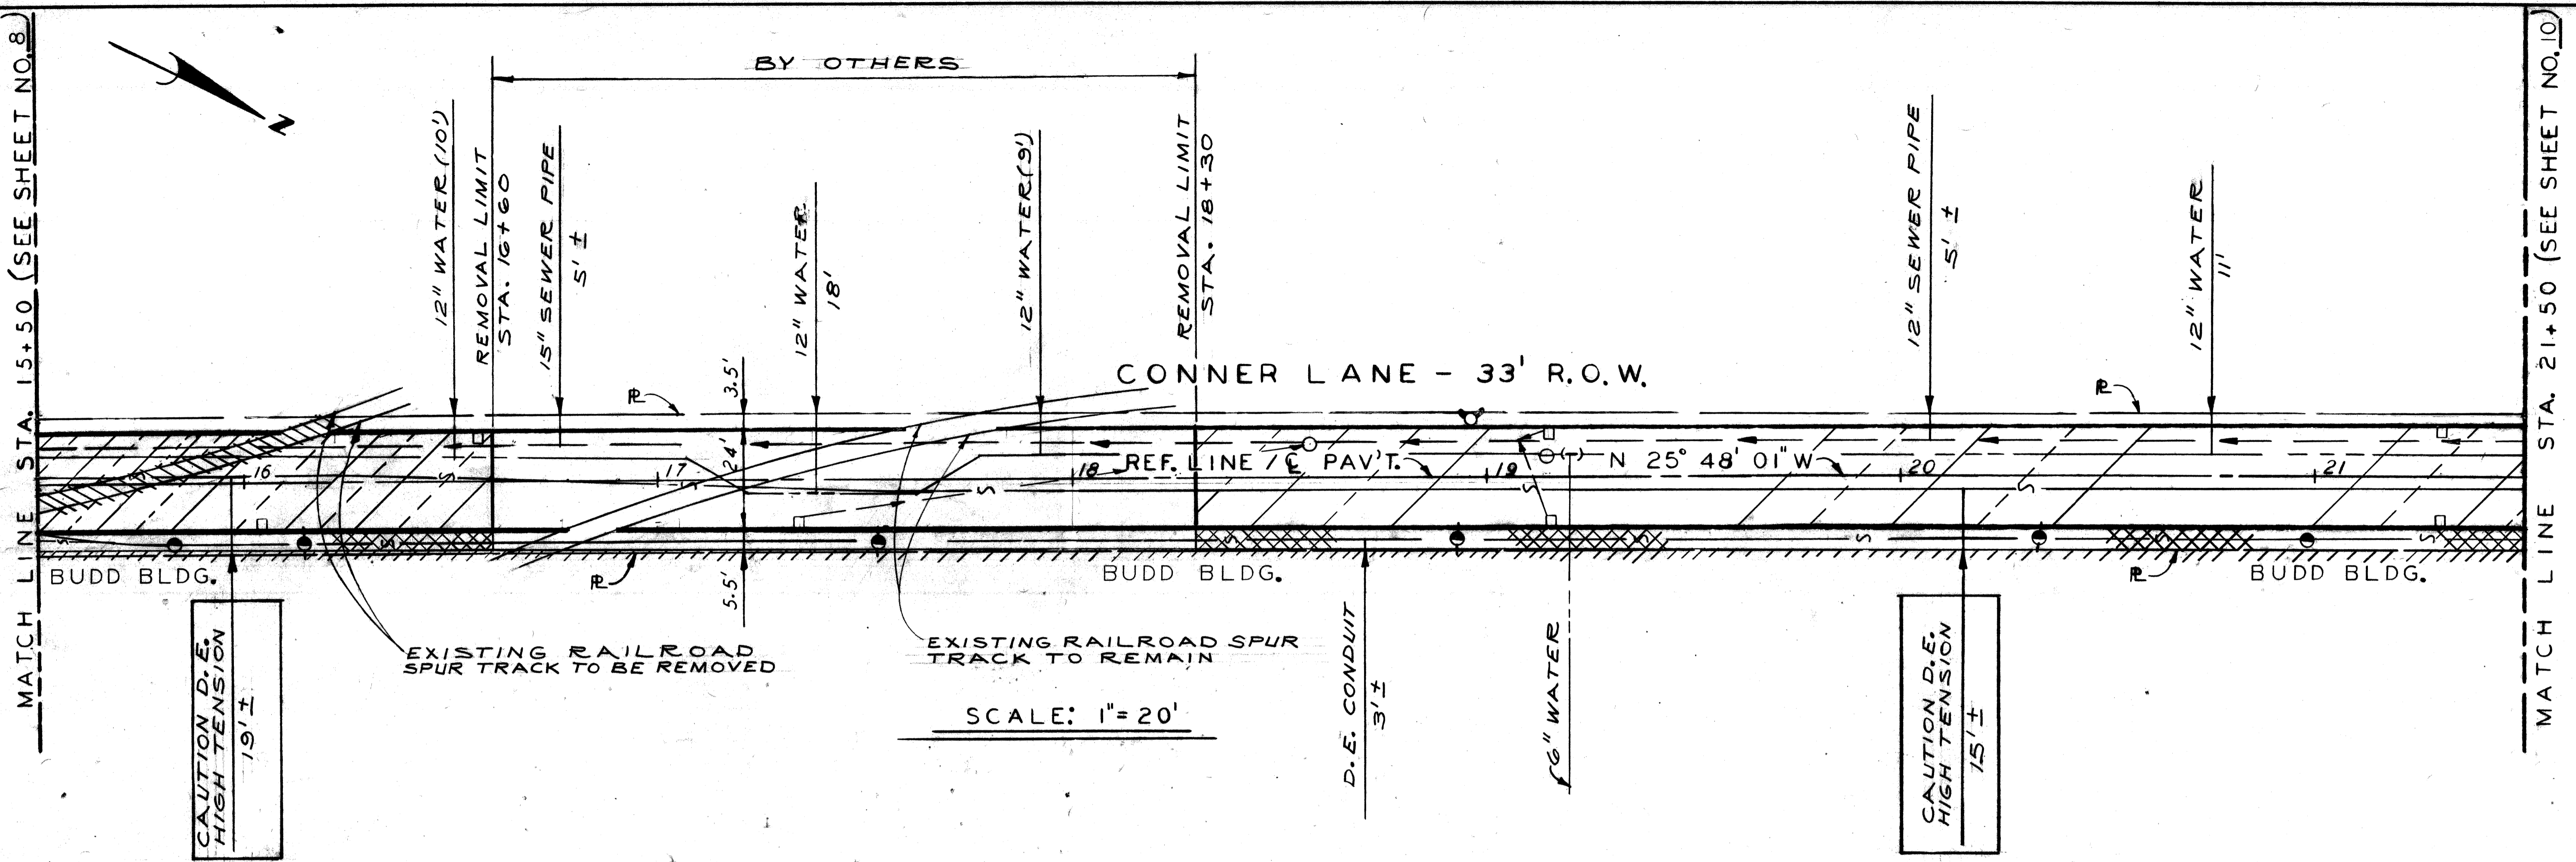 MATCH LINE STA. 15+50 (SEE SHEET NO. 8)
N
BY OTHERS
12" WATER (10')
REMOVAL LIMIT
STA. 16+60
15" SEWER PIPE
5' ±
12" WATER
18'
12" WATER (9')
REMOVAL LIMIT
STA. 18+30
12" SEWER PIPE
5' ±
12" WATER
11'
MATCH LINE STA. 21+50 (SEE SHEET NO. 10)
CONNER LANE - 33' R.O.W.
PL
PL
3.5'
24'
5.5'
16
17
18
REF. LINE / CL PAV'T.
19
(T)
N 25° 48' 01" W
20
21
S
S
S
S
S
S
S
S
S
S
S
S
S
BUDD BLDG.
PL
BUDD BLDG.
PL
BUDD BLDG.
CAUTION D.E.
HIGH TENSION
19' ±
EXISTING RAILROAD
SPUR TRACK TO BE REMOVED
EXISTING RAILROAD SPUR
TRACK TO REMAIN
SCALE: 1"=20'
D.E. CONDUIT
3' ±
6" WATER
CAUTION D.E.
HIGH TENSION
15' ±